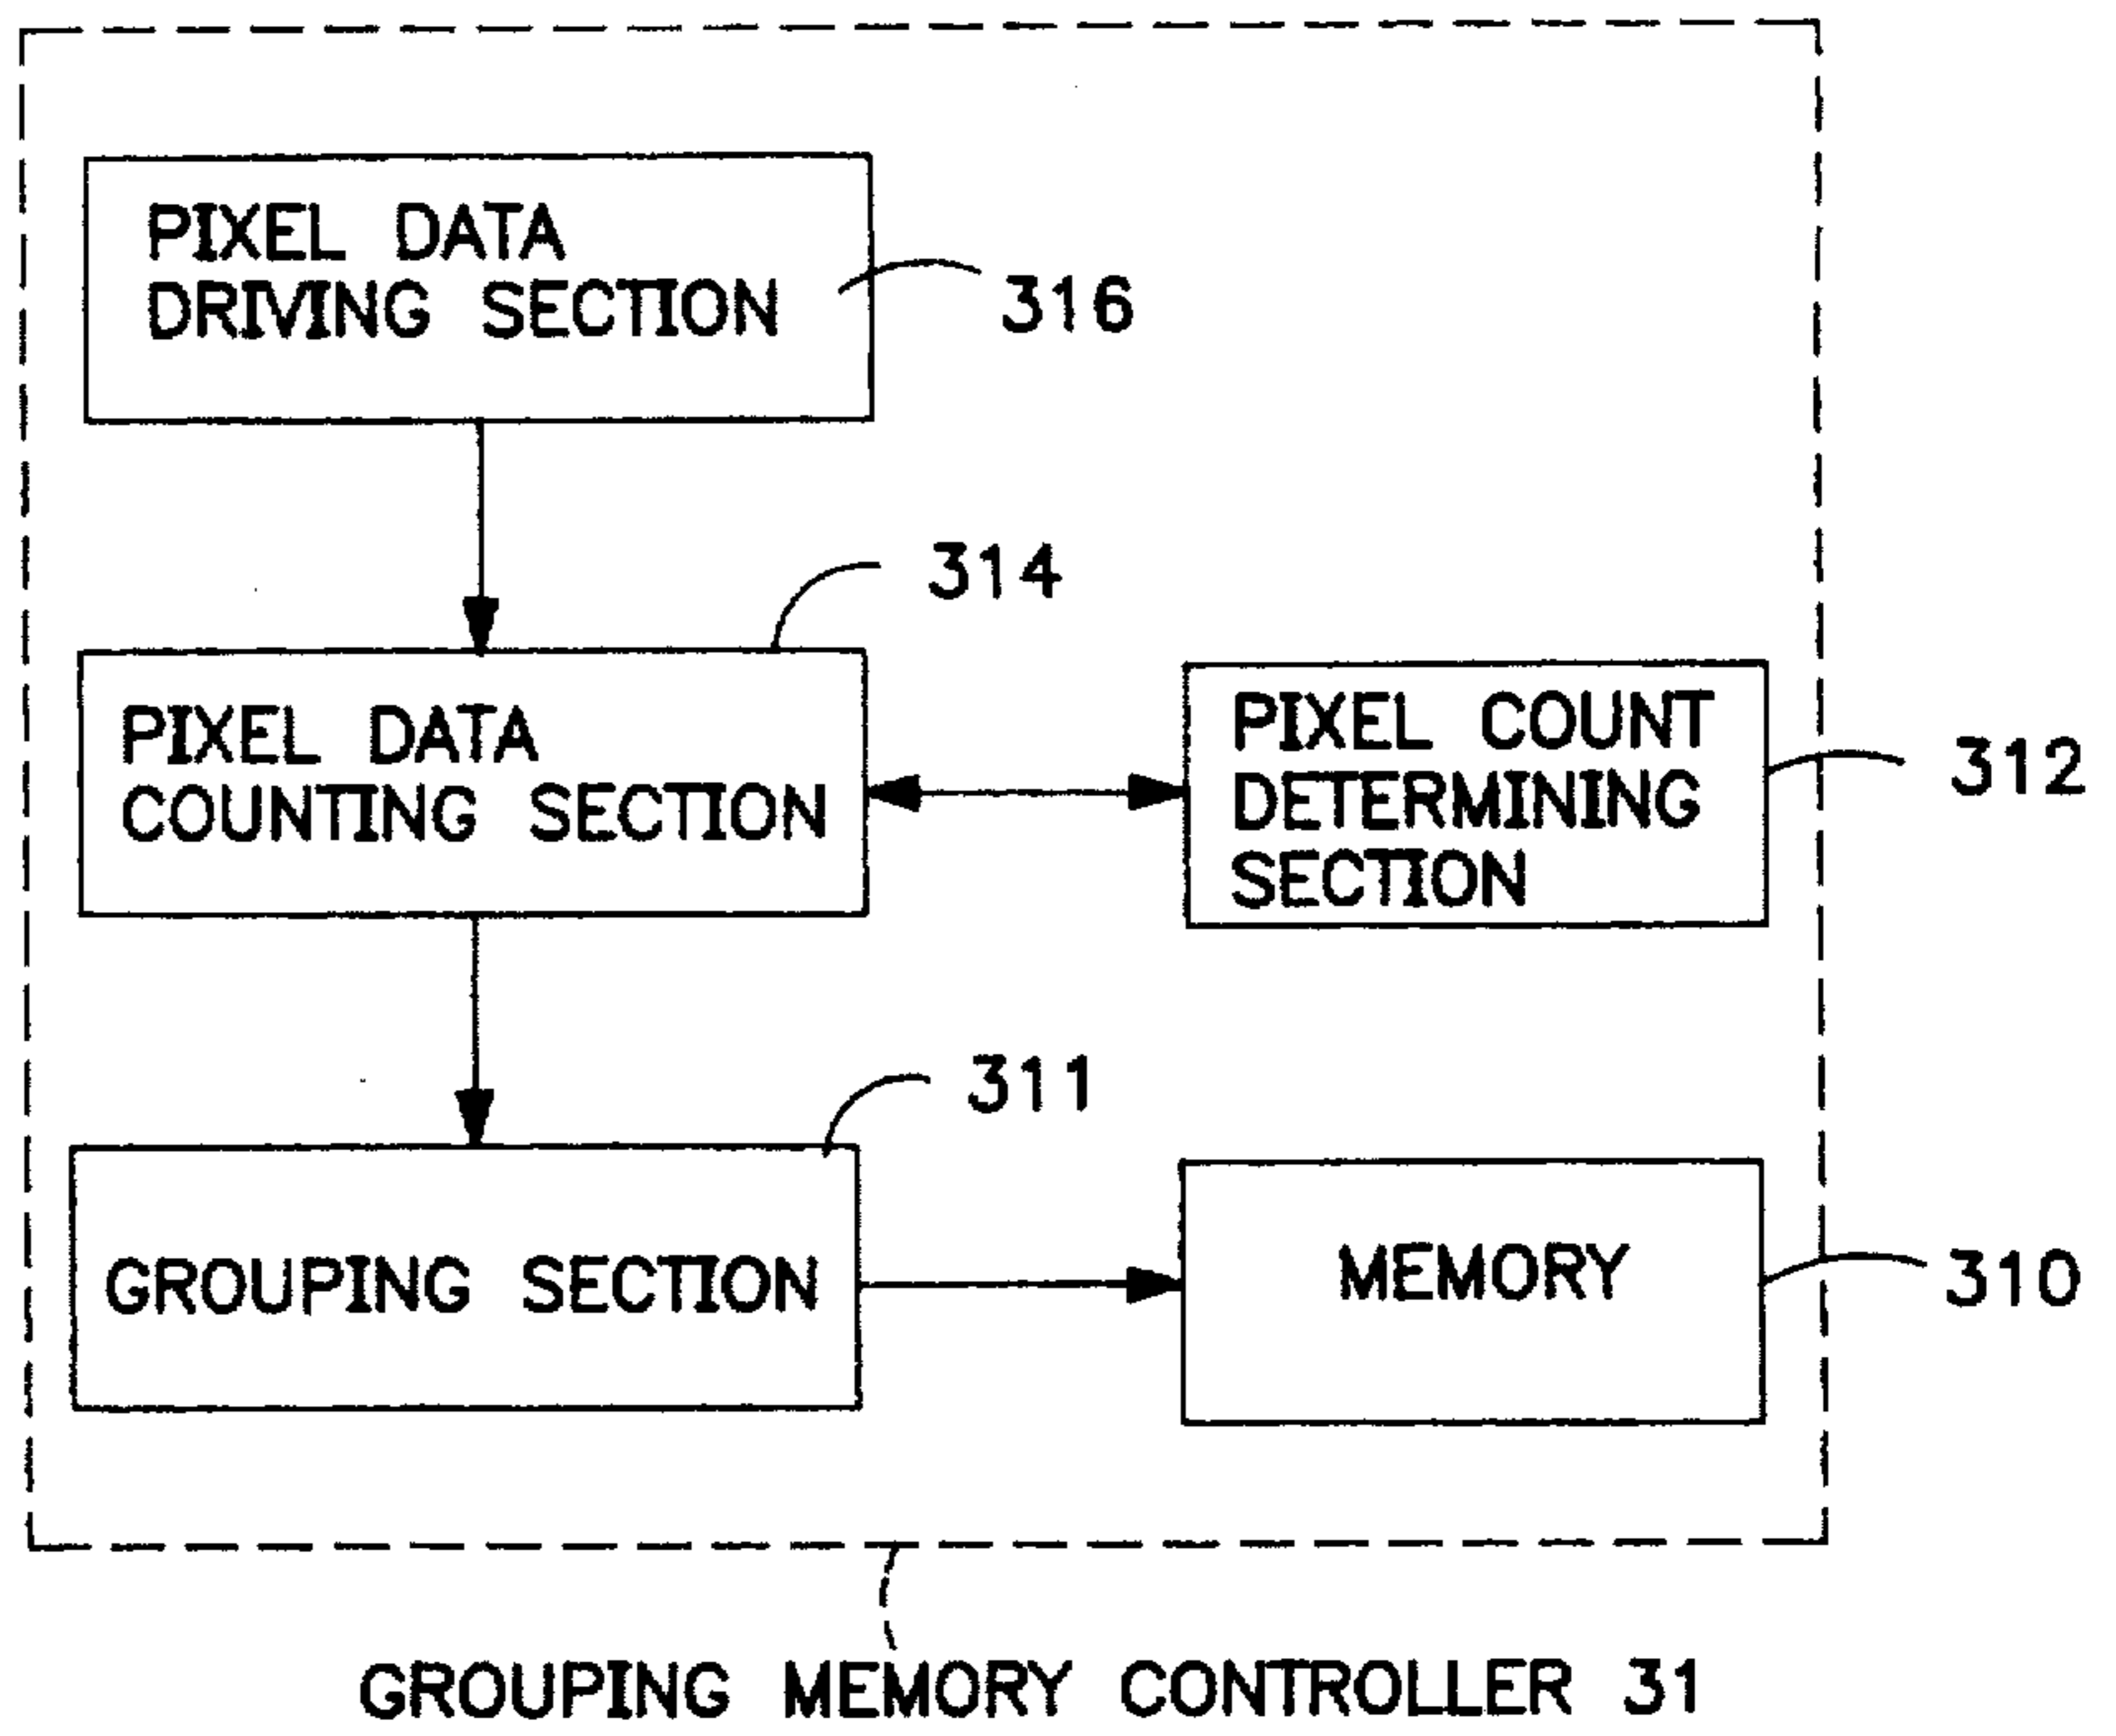 PIXEL DATA
DRIVING SECTION
316
314
PIXEL DATA
COUNTING SECTION
PIXEL COUNT
DETERMINING
SECTION
312
311
GROUPING SECTION
MEMORY
310
GROUPING MEMORY CONTROLLER 31